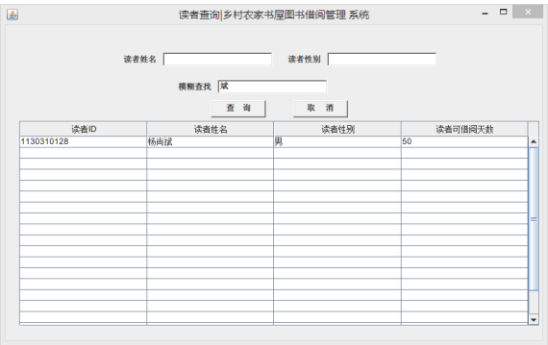 读者查询|乡村农家书屋图书借阅管理 系统
读者姓名 读者性别
模糊查找 斌
查 询 取 消
读者ID 读者姓名 读者性别 读者可借阅天数
1130310128 杨尚斌 男 50